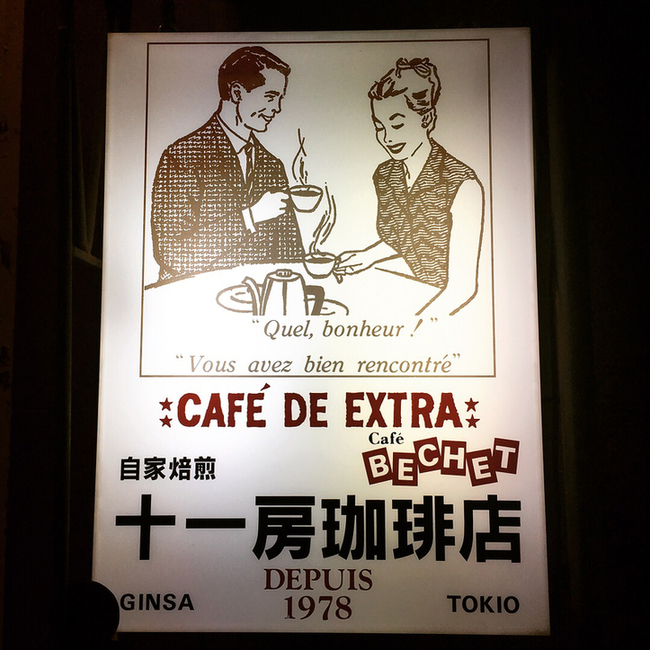 “Quel, bonheur!”
“Vous avez bien rencontré”
CAFÉ DE EXTRA
Café
BECHET
自家焙煎
十一房珈琲店
DEPUIS
1978
GINSA
TOKIO